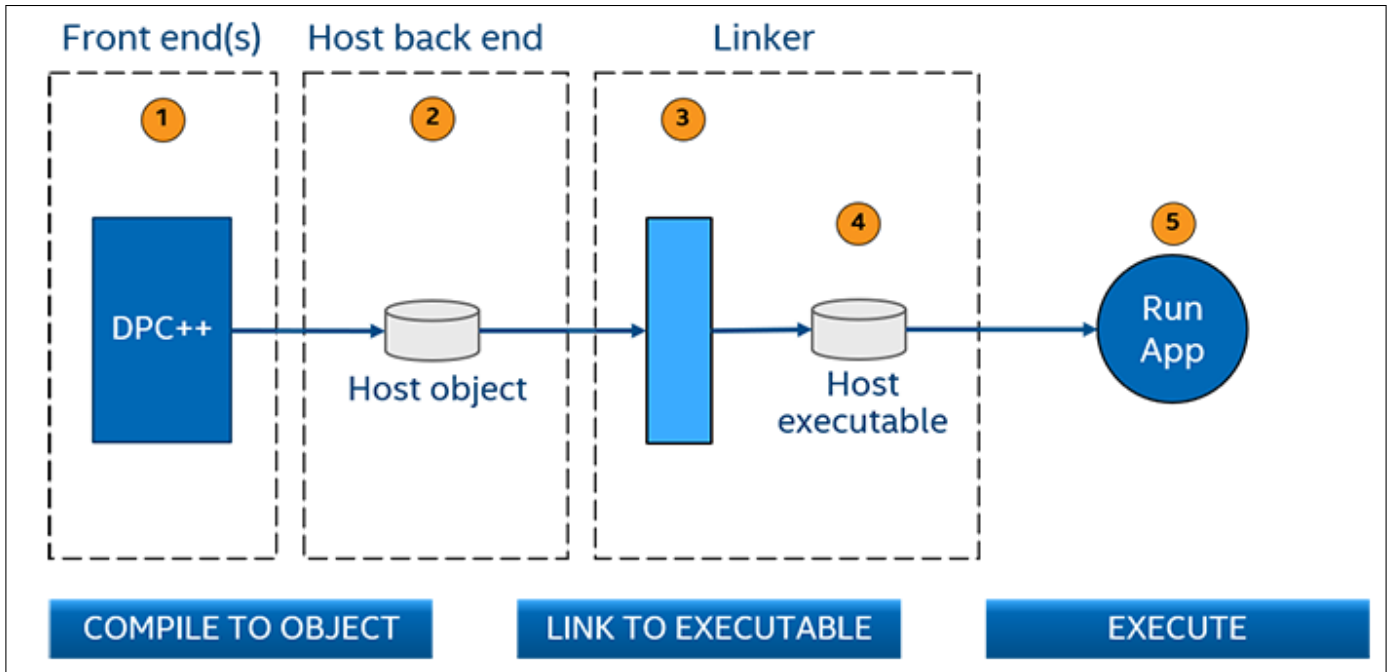 Front end(s)
Host back end
Linker
1
2
3
4
5
DPC++
Host object
Host
executable
Run
App
COMPILE TO OBJECT
LINK TO EXECUTABLE
EXECUTE